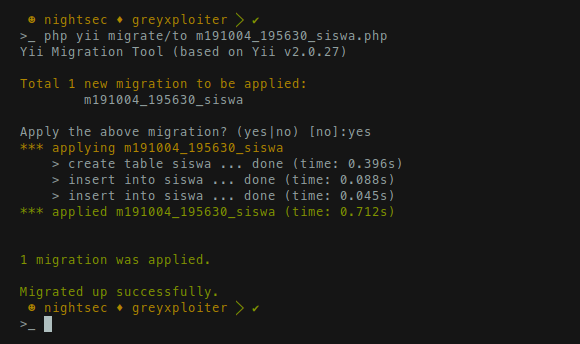 ☻ nightsec ♦ greyxploiter > ✔
>_ php yii migrate/to m191004_195630_siswa.php
Yii Migration Tool (based on Yii v2.0.27)
Total 1 new migration to be applied:
m191004_195630_siswa
Apply the above migration? (yes|no) [no]:yes
*** applying m191004_195630_siswa
> create table siswa ... done (time: 0.396s)
> insert into siswa ... done (time: 0.088s)
> insert into siswa ... done (time: 0.045s)
*** applied m191004_195630_siswa (time: 0.712s)
1 migration was applied.
Migrated up successfully.
☻ nightsec ♦ greyxploiter > ✔
>_